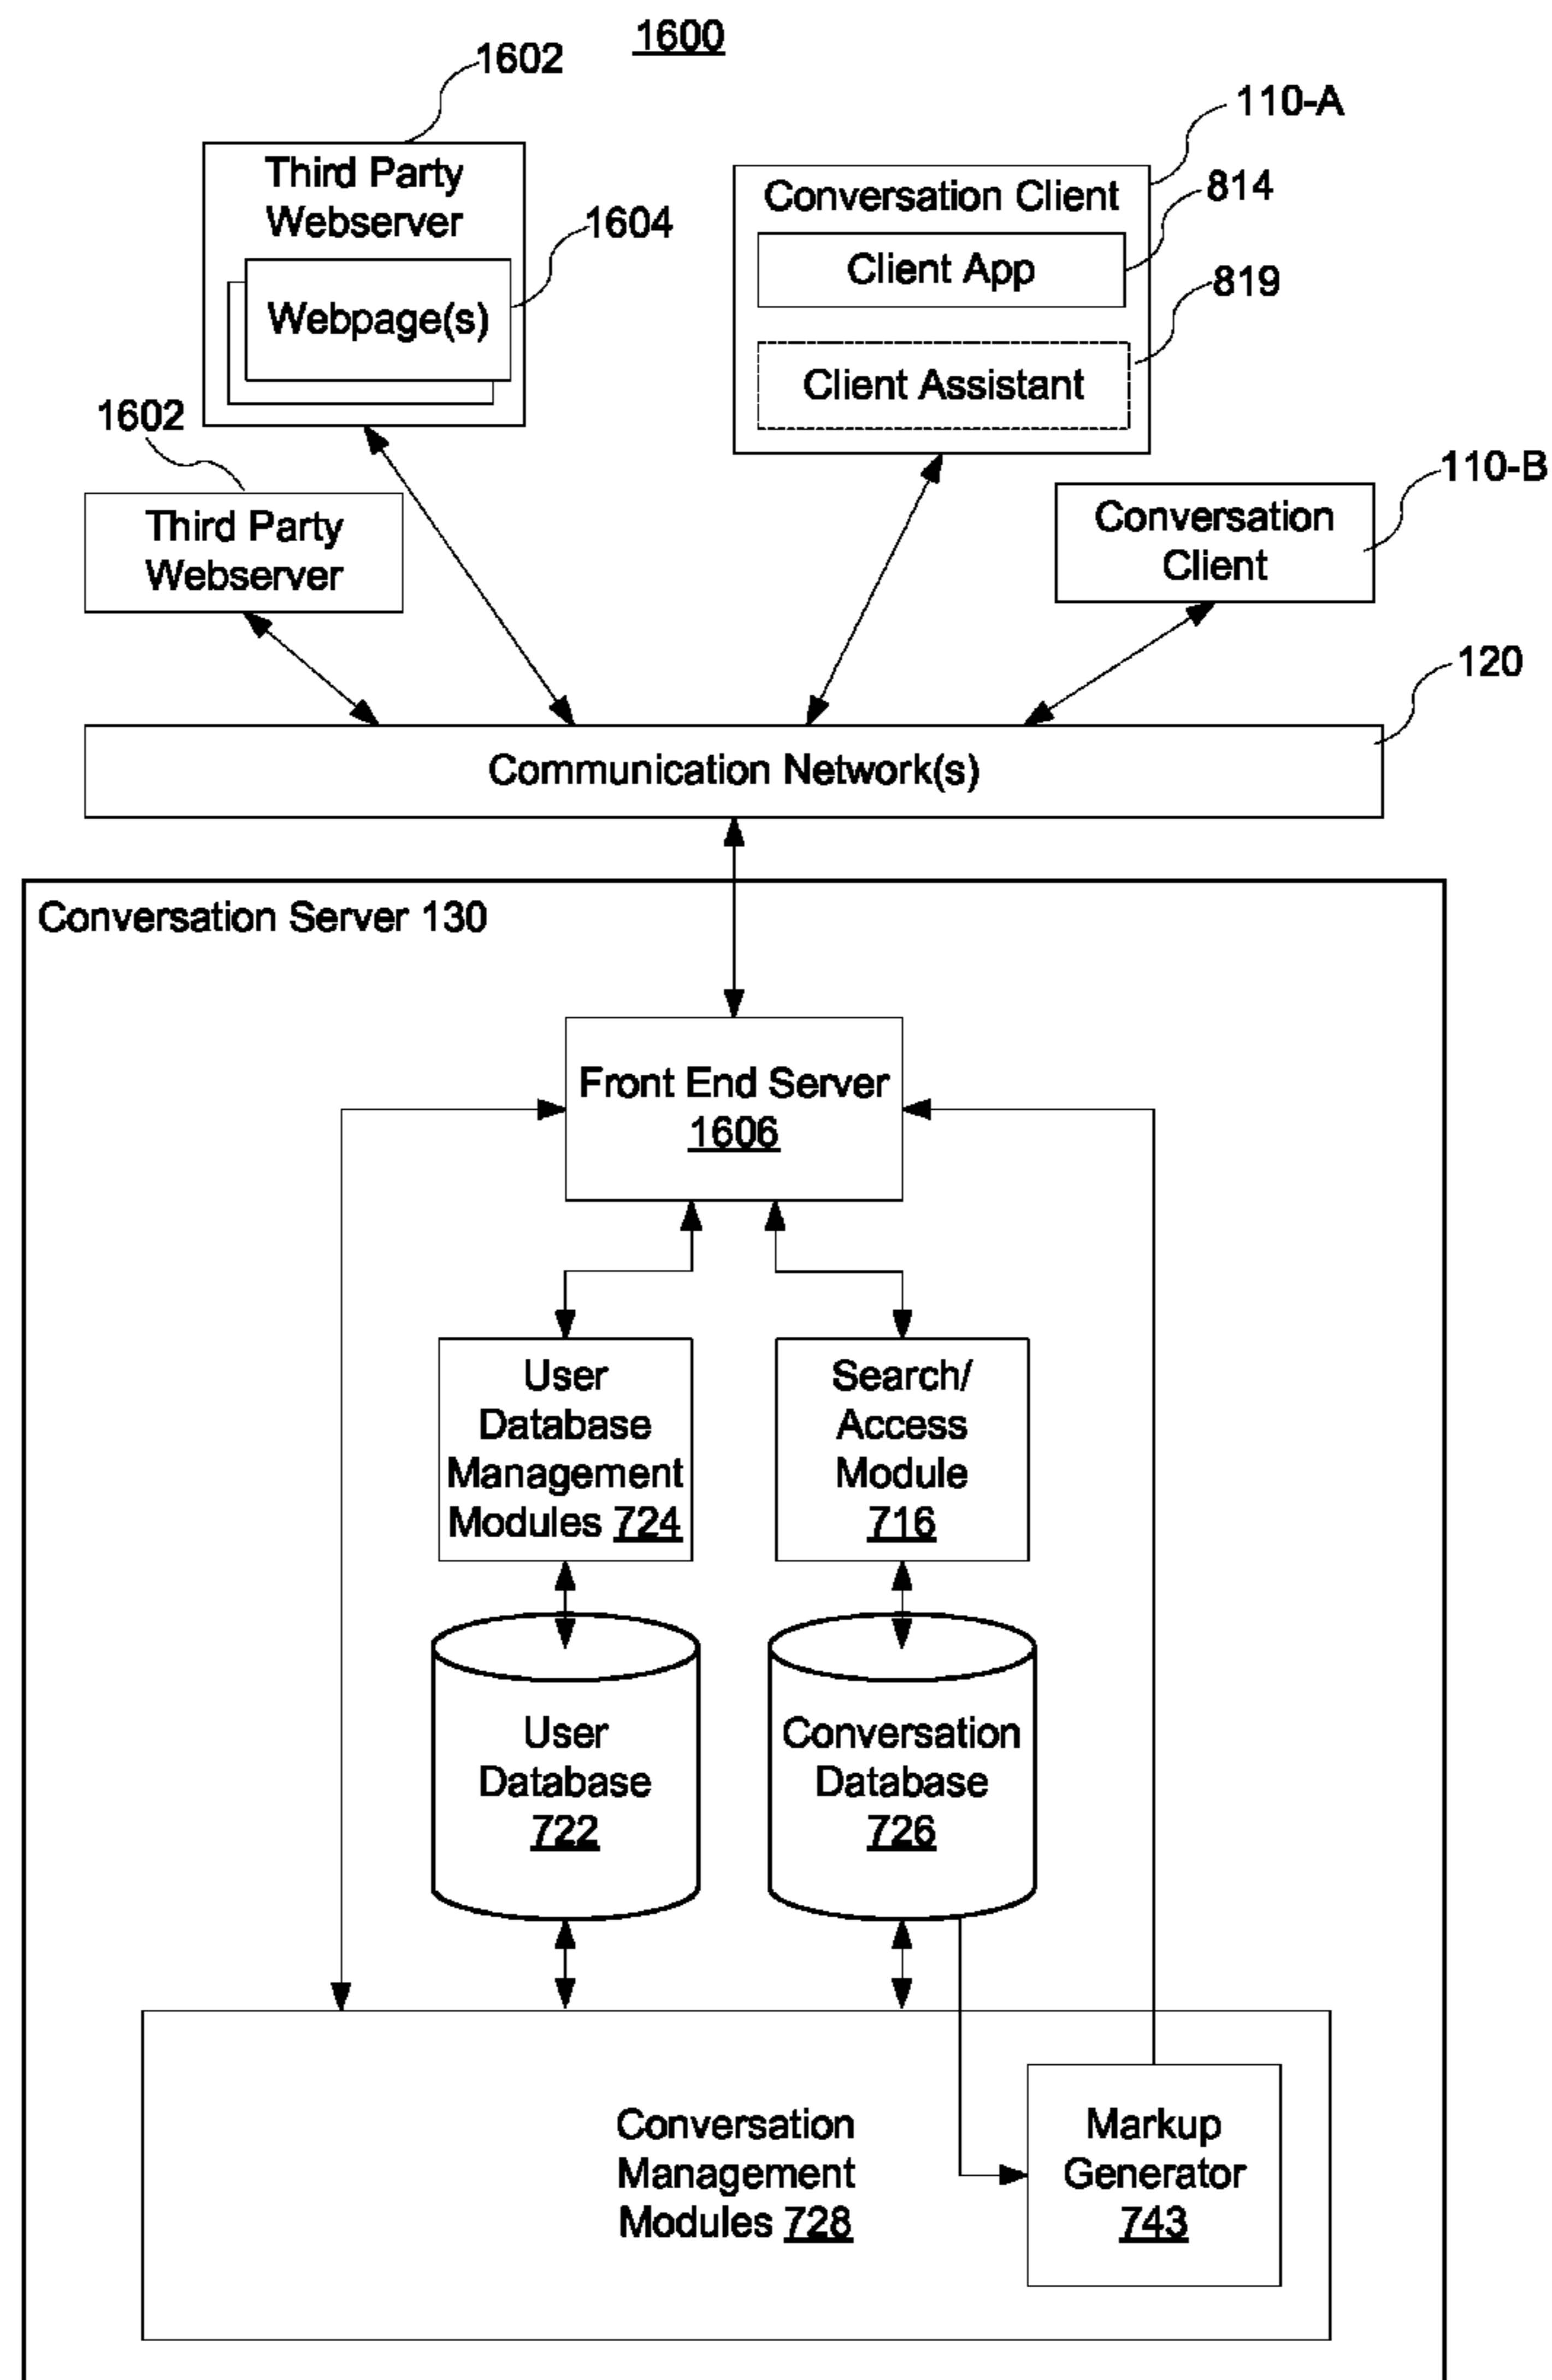 1600
1602
Third Party
Webserver
1604
Webpage(s)
110-A
Conversation Client
814
Client App
819
Client Assistant
1602
Third Party
Webserver
110-B
Conversation
Client
120
Communication Network(s)
Conversation Server 130
Front End Server
1606
User
Database
Management
Modules 724
Search/
Access
Module
716
User
Database
722
Conversation
Database
726
Conversation
Management
Modules 728
Markup
Generator
743